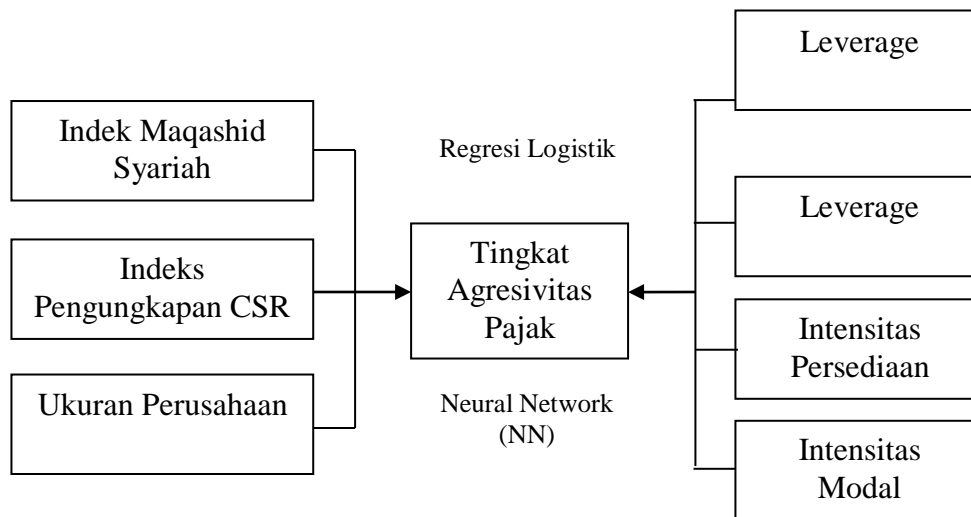 Indek Maqashid
Syariah
Indeks
Pengungkapan CSR
Ukuran Perusahaan
Regresi Logistik
Tingkat
Agresivitas
Pajak
Neural Network
(NN)
Leverage
Leverage
Intensitas
Persediaan
Intensitas
Modal